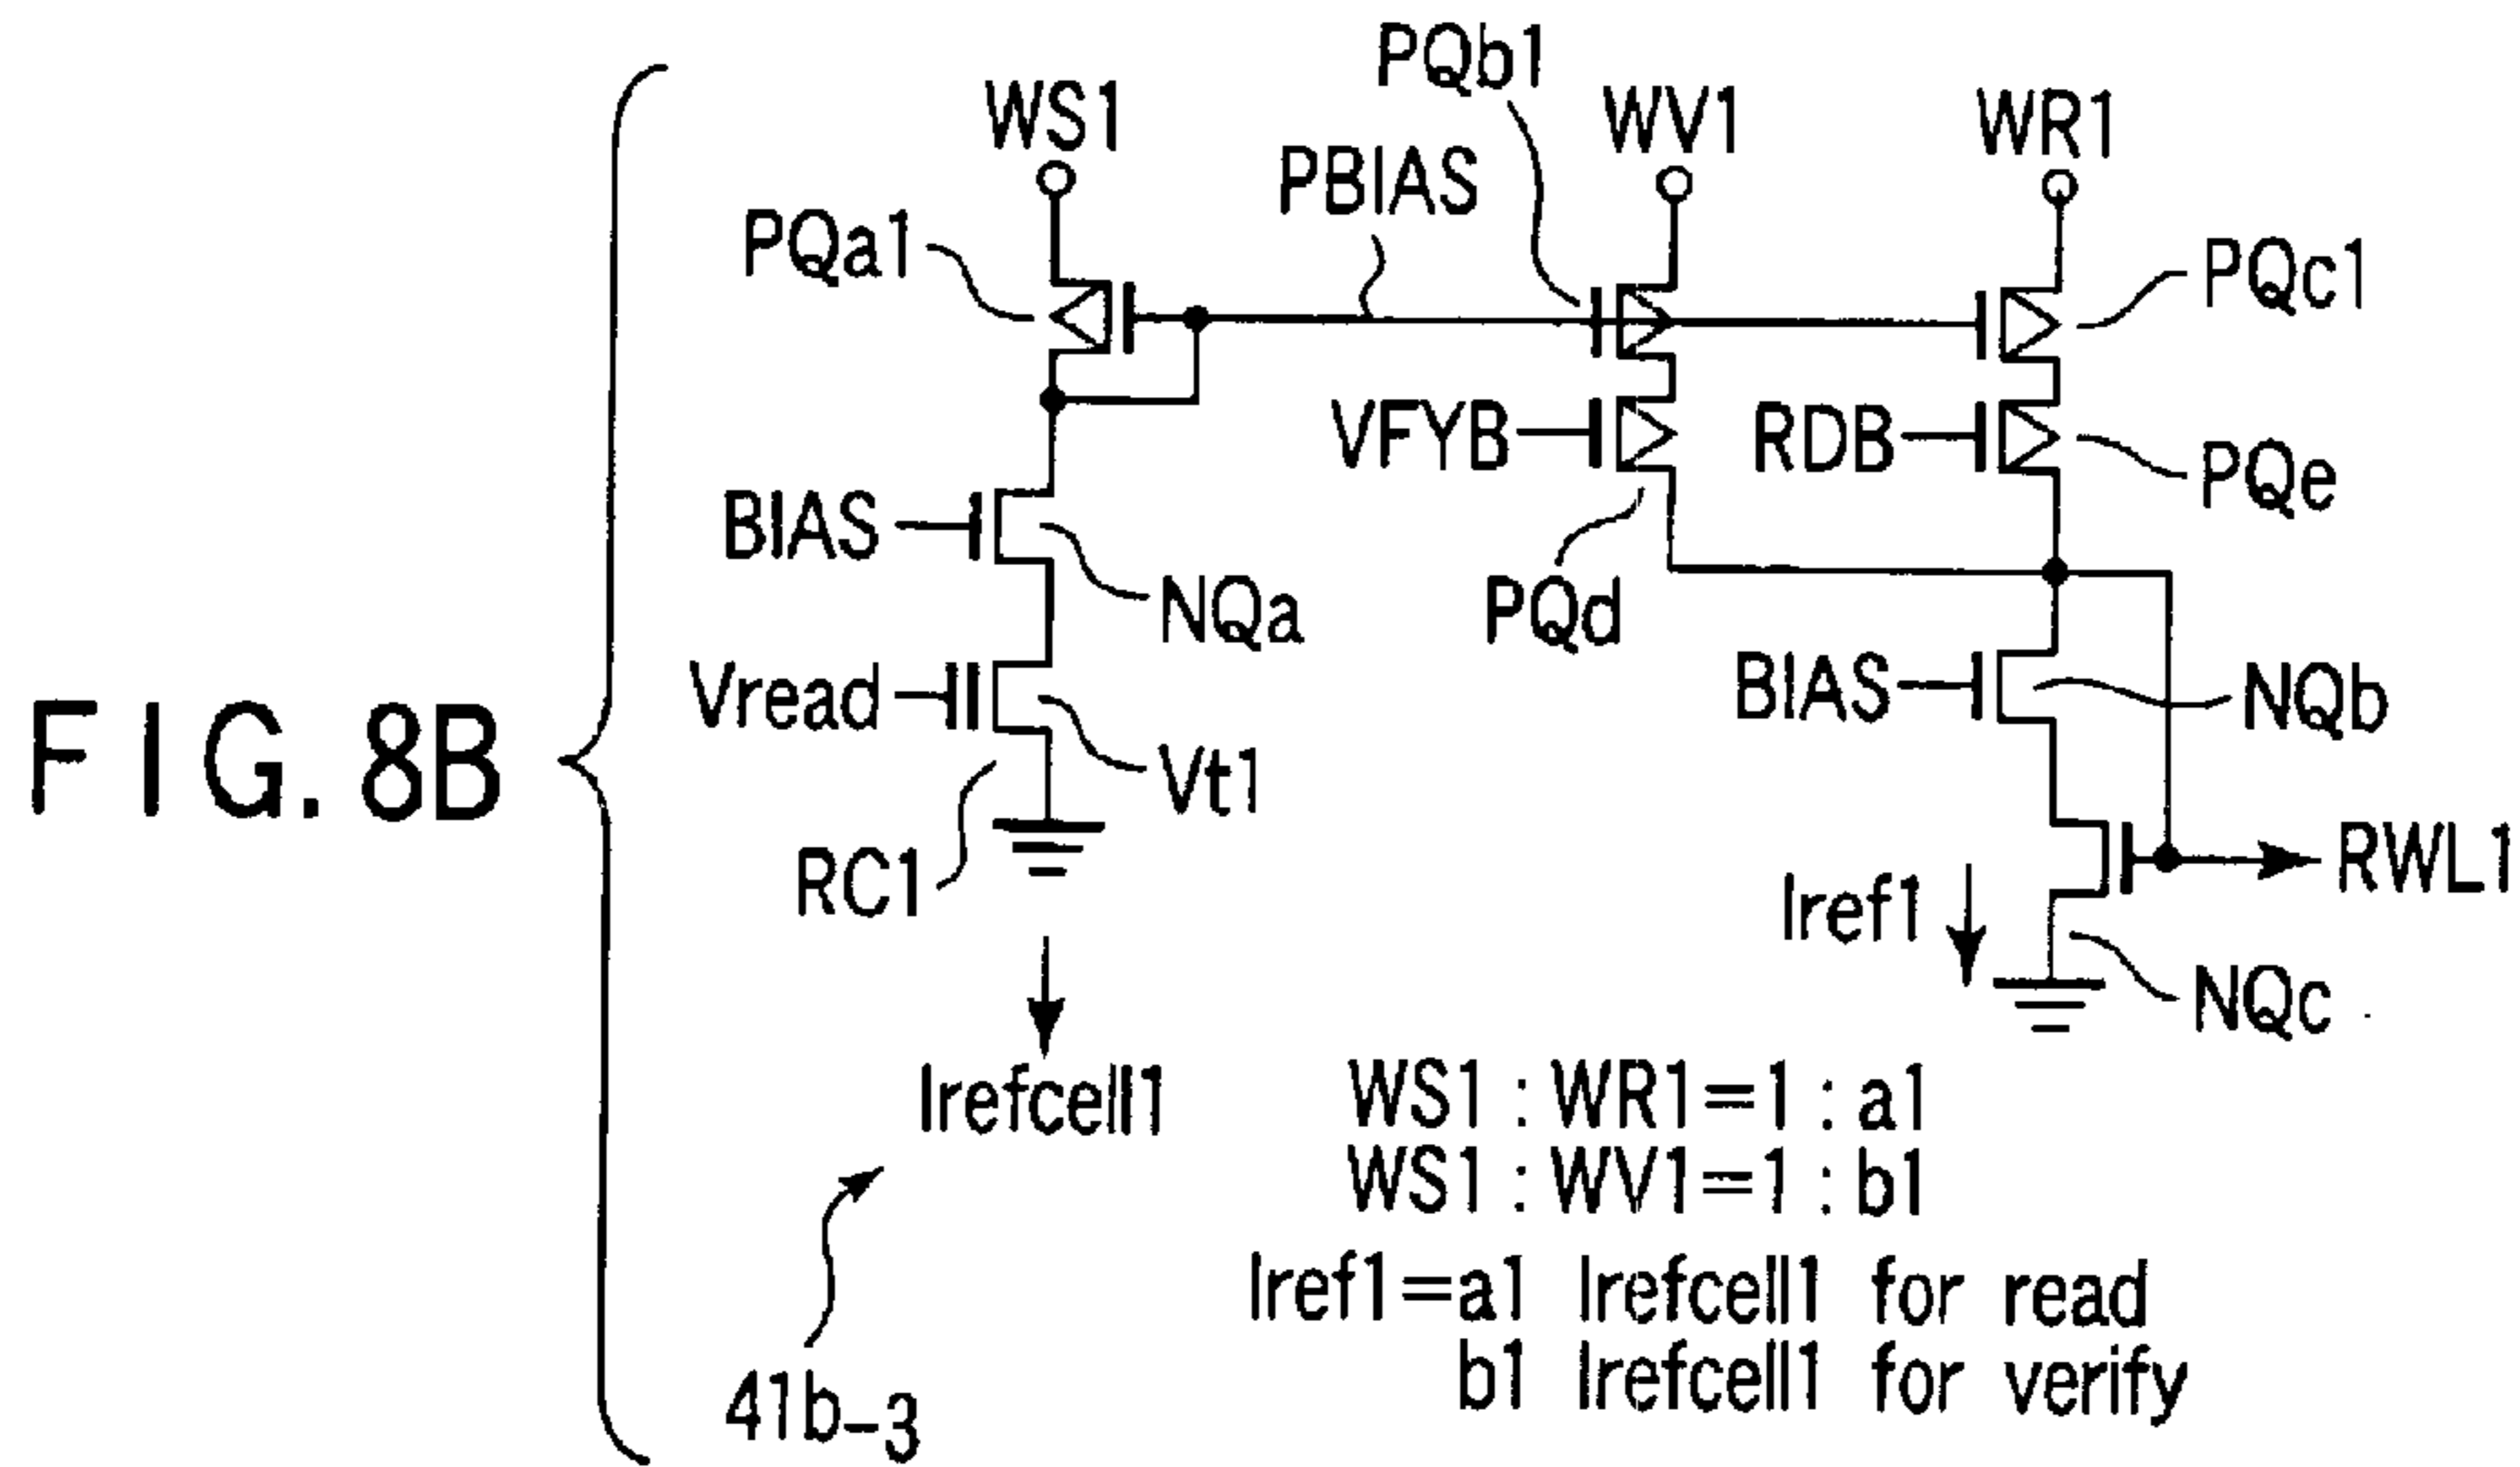 PQb1
WS1
WV1
WR1
PBIAS
PQa1
PQc1
VFYB
RDB
PQe
BIAS
NQa
PQd
Vread
BIAS
NQb
FIG. 8B
Vt1
RC1
RWL1
Iref1
NQc
Irefcell1
WS1 : WR1=1 : a1
WS1 : WV1=1 : b1
Iref1=a1 Irefcell1 for read
b1 Irefcell1 for verify
41b-3